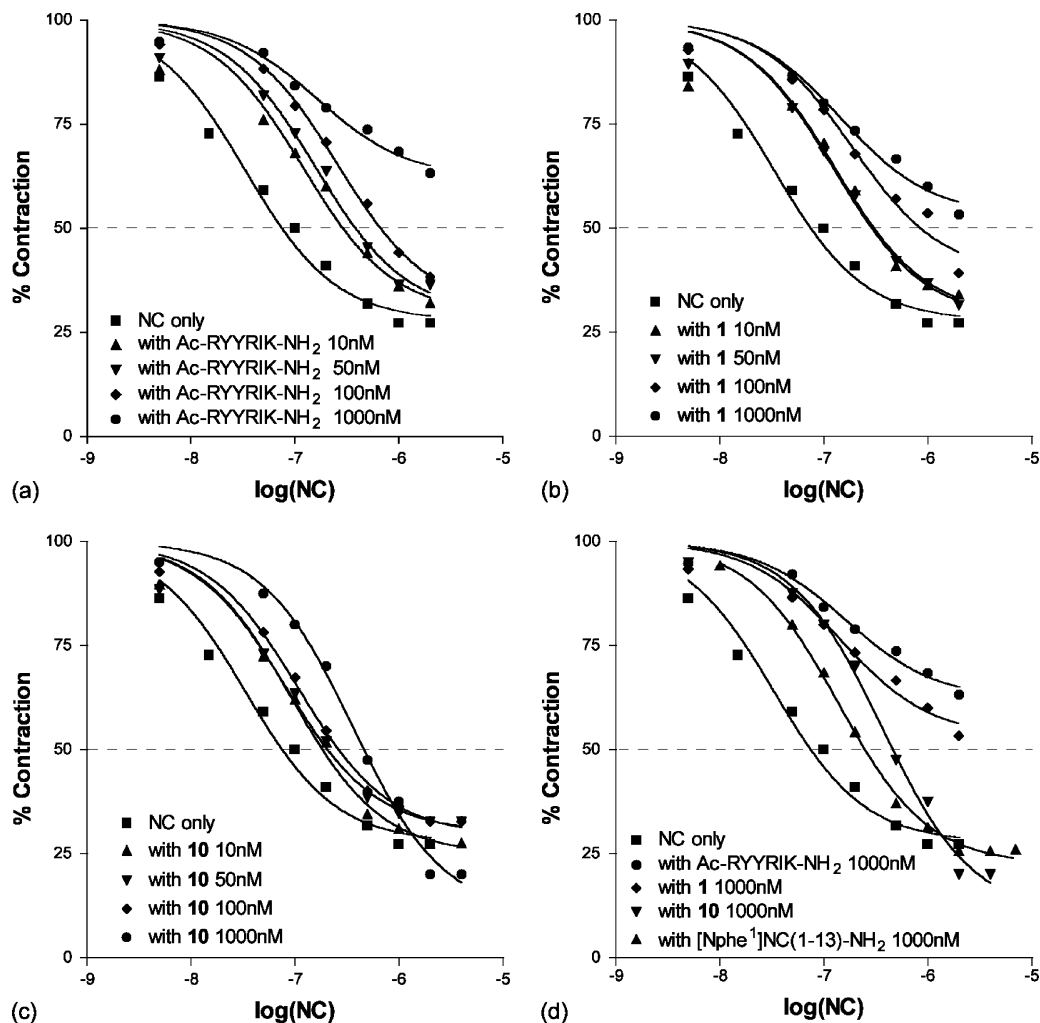 100
75
50
25
0
% Contraction
NC only
with Ac-RYYRIK-NH2 10nM
with Ac-RYYRIK-NH2 50nM
with Ac-RYYRIK-NH2 100nM
with Ac-RYYRIK-NH2 1000nM
-9 -8 -7 -6 -5
(a)
log(NC)
100
75
50
25
0
% Contraction
NC only
with 1 10nM
with 1 50nM
with 1 100nM
with 1 1000nM
-9 -8 -7 -6 -5
(b)
log(NC)
100
75
50
25
0
% Contraction
NC only
with 10 10nM
with 10 50nM
with 10 100nM
with 10 1000nM
-9 -8 -7 -6 -5
(c)
log(NC)
100
75
50
25
0
% Contraction
NC only
with Ac-RYYRIK-NH2 1000nM
with 1 1000nM
with 10 1000nM
with [Nphe1]NC(1-13)-NH2 1000nM
-9 -8 -7 -6 -5
(d)
log(NC)